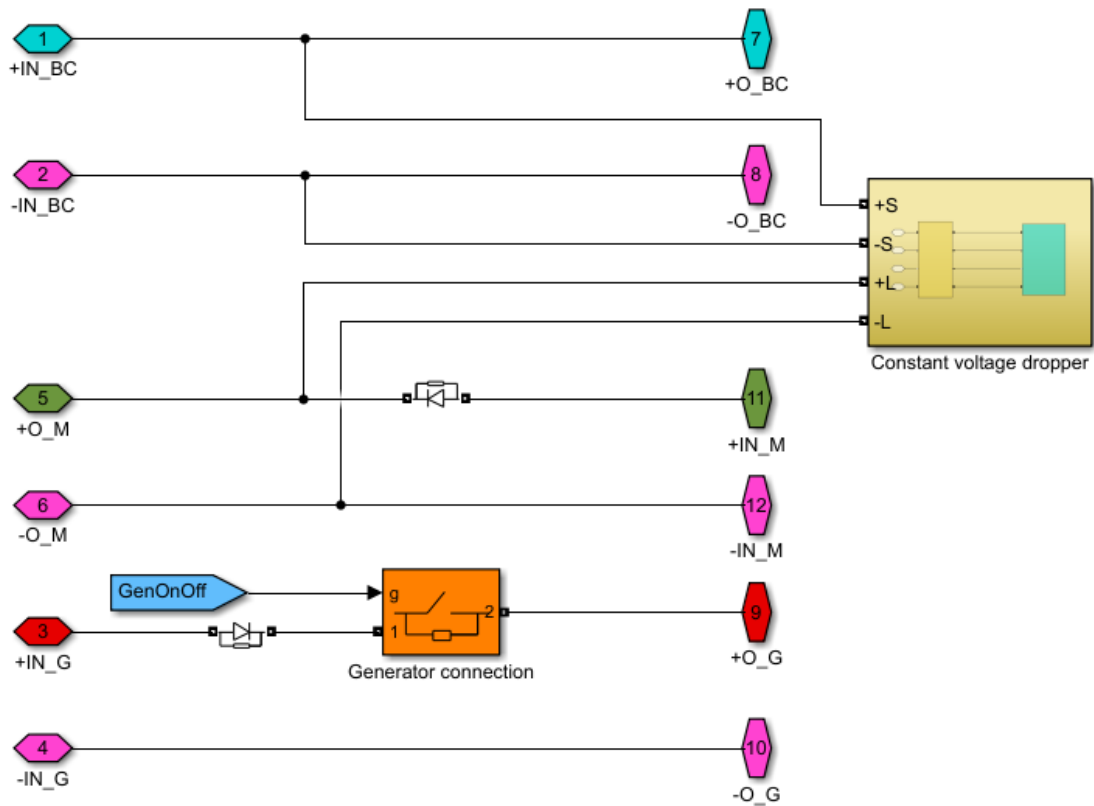 1
+IN_BC
7
+O_BC
2
-IN_BC
8
-O_BC
+S
-S
+L
-L
Constant voltage dropper
5
+O_M
11
+IN_M
6
-O_M
12
-IN_M
GenOnOff
g
1
2
Generator connection
3
+IN_G
9
+O_G
4
-IN_G
10
-O_G